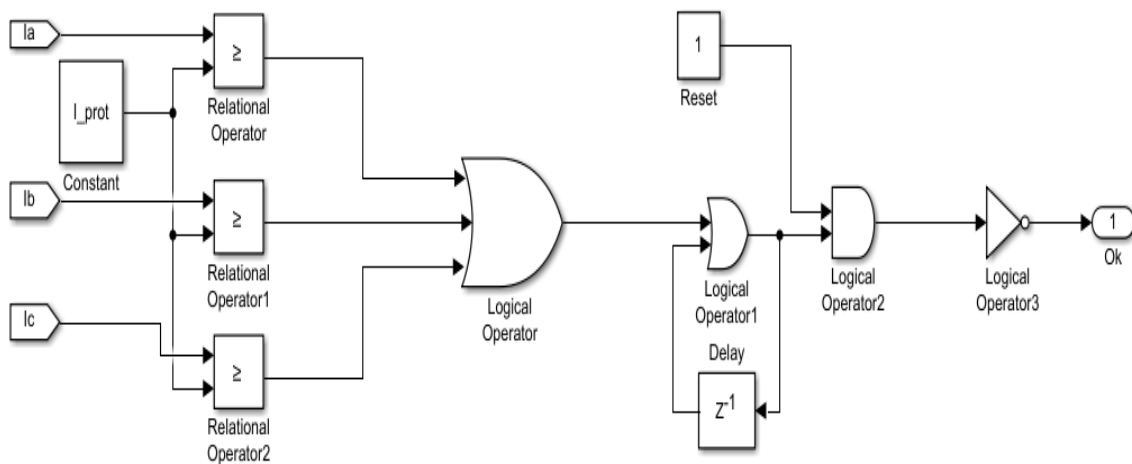 Ia
≥
Relational
Operator
I_prot
Constant
Ib
≥
Relational
Operator1
Ic
≥
Relational
Operator2
Logical
Operator
1
Reset
Logical
Operator1
Delay
z-1
Logical
Operator2
Logical
Operator3
1
Ok